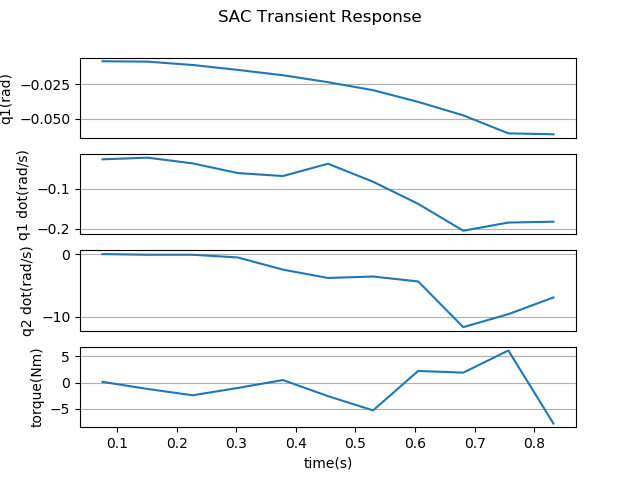 SAC Transient Response
q1(rad)
−0.025
−0.050
q1 dot(rad/s)
−0.1
−0.2
q2 dot(rad/s)
0
−10
torque(Nm)
5
0
−5
0.1 0.2 0.3 0.4 0.5 0.6 0.7 0.8
time(s)